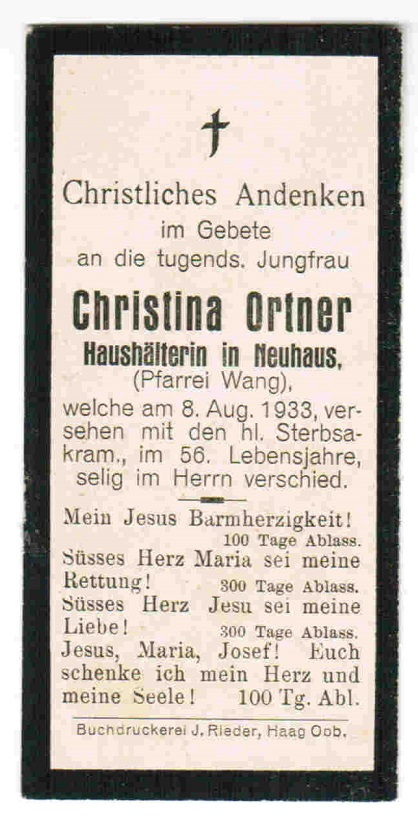 Christliches Andenken
im Gebete
an die tugends. Jungfrau
Christina Ortner
Haushälterin in Neuhaus,
(Pfarrei Wang),
welche am 8. Aug. 1933, ver-
sehen mit den hl. Sterbsa-
kram., im 56. Lebensjahre,
selig im Herrn verschied.
Mein Jesus Barmherzigkeit!
100 Tage Ablass.
Süsses Herz Maria sei meine
Rettung! 300 Tage Ablass.
Süsses Herz Jesu sei meine
Liebe! 300 Tage Ablass.
Jesus, Maria, Josef! Euch
schenke ich mein Herz und
meine Seele! 100 Tg. Abl.
Buchdruckerei J. Rieder, Haag Oob.